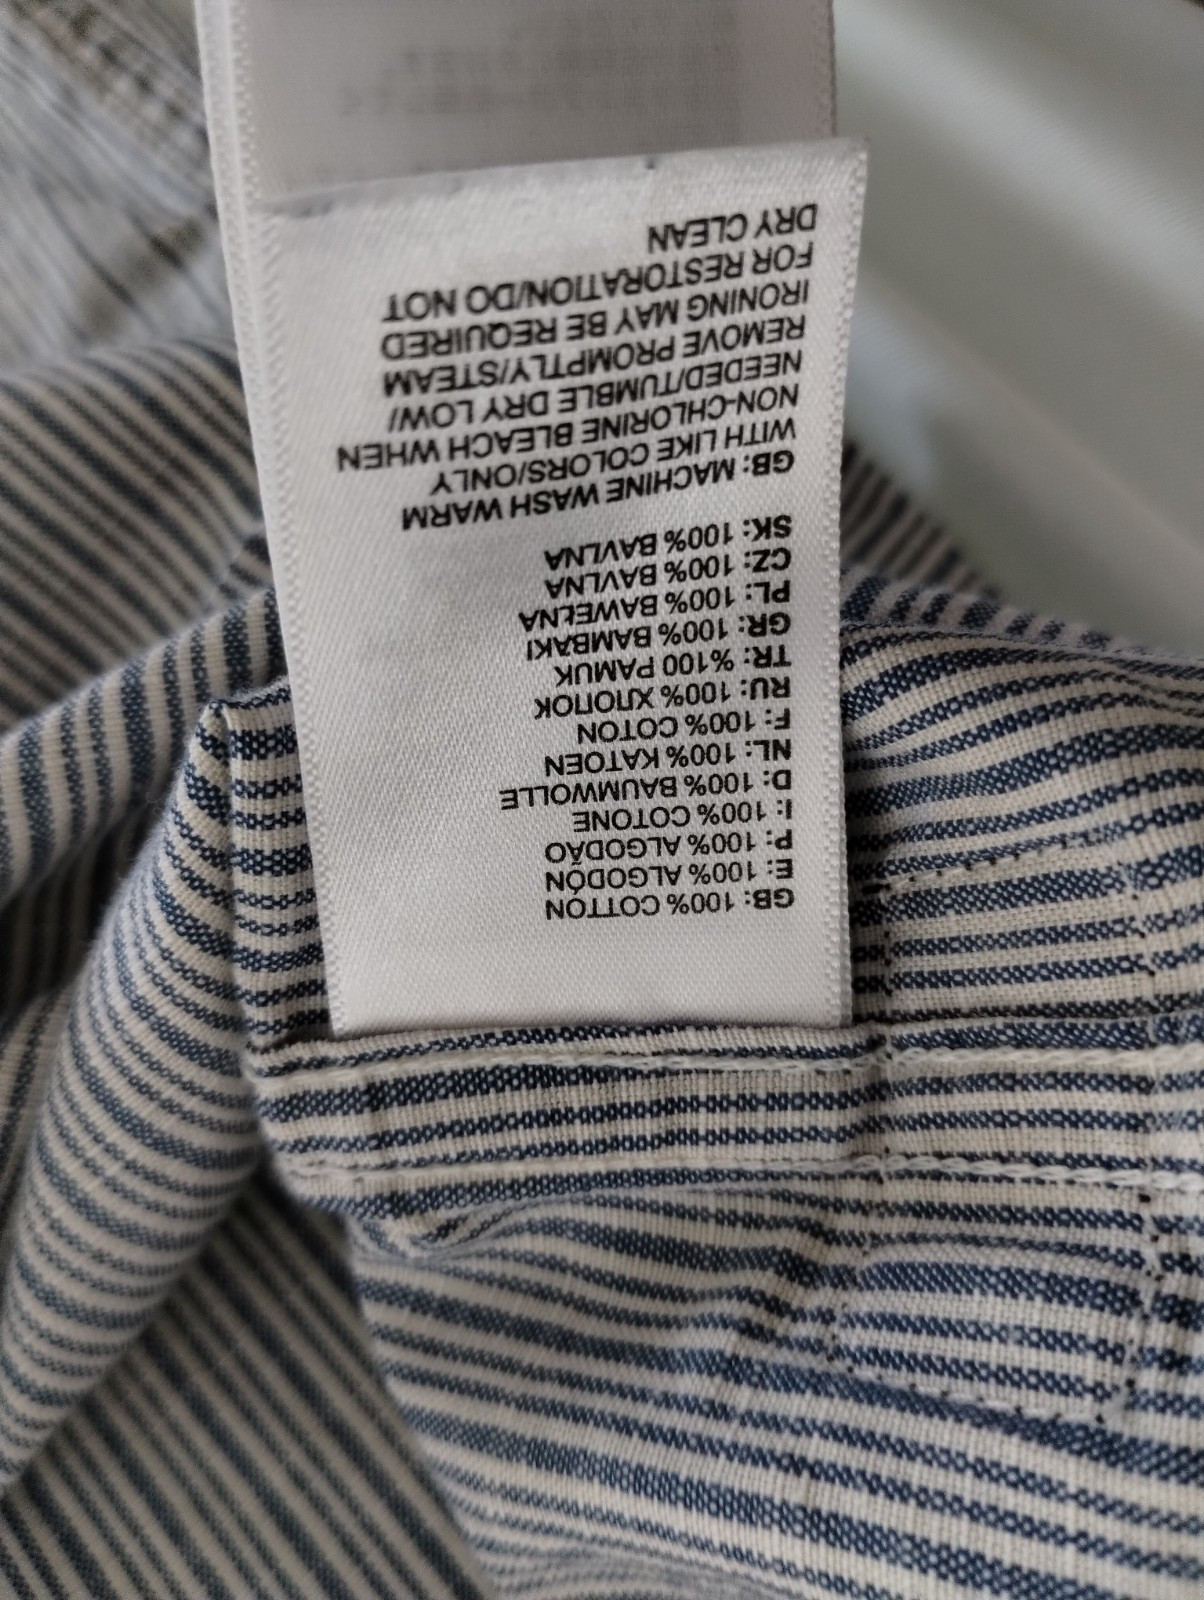 GB: 100% COTTON
E: 100% ALGODÓN
P: 100% ALGODÃO
I: 100% COTONE
D: 100% BAUMWOLLE
NL: 100% KATOEN
F: 100% COTON
RU: 100% ХЛОПОК
TR: %100 PAMUK
GR: 100% BAMBAKI
PL: 100% BAWEŁNA
CZ: 100% BAVLNA
SK: 100% BAVLNA
GB: MACHINE WASH WARM
WITH LIKE COLORS/ONLY
NON-CHLORINE BLEACH WHEN
NEEDED/TUMBLE DRY LOW/
REMOVE PROMPTLY/STEAM
IRONING MAY BE REQUIRED
FOR RESTORATION/DO NOT
DRY CLEAN